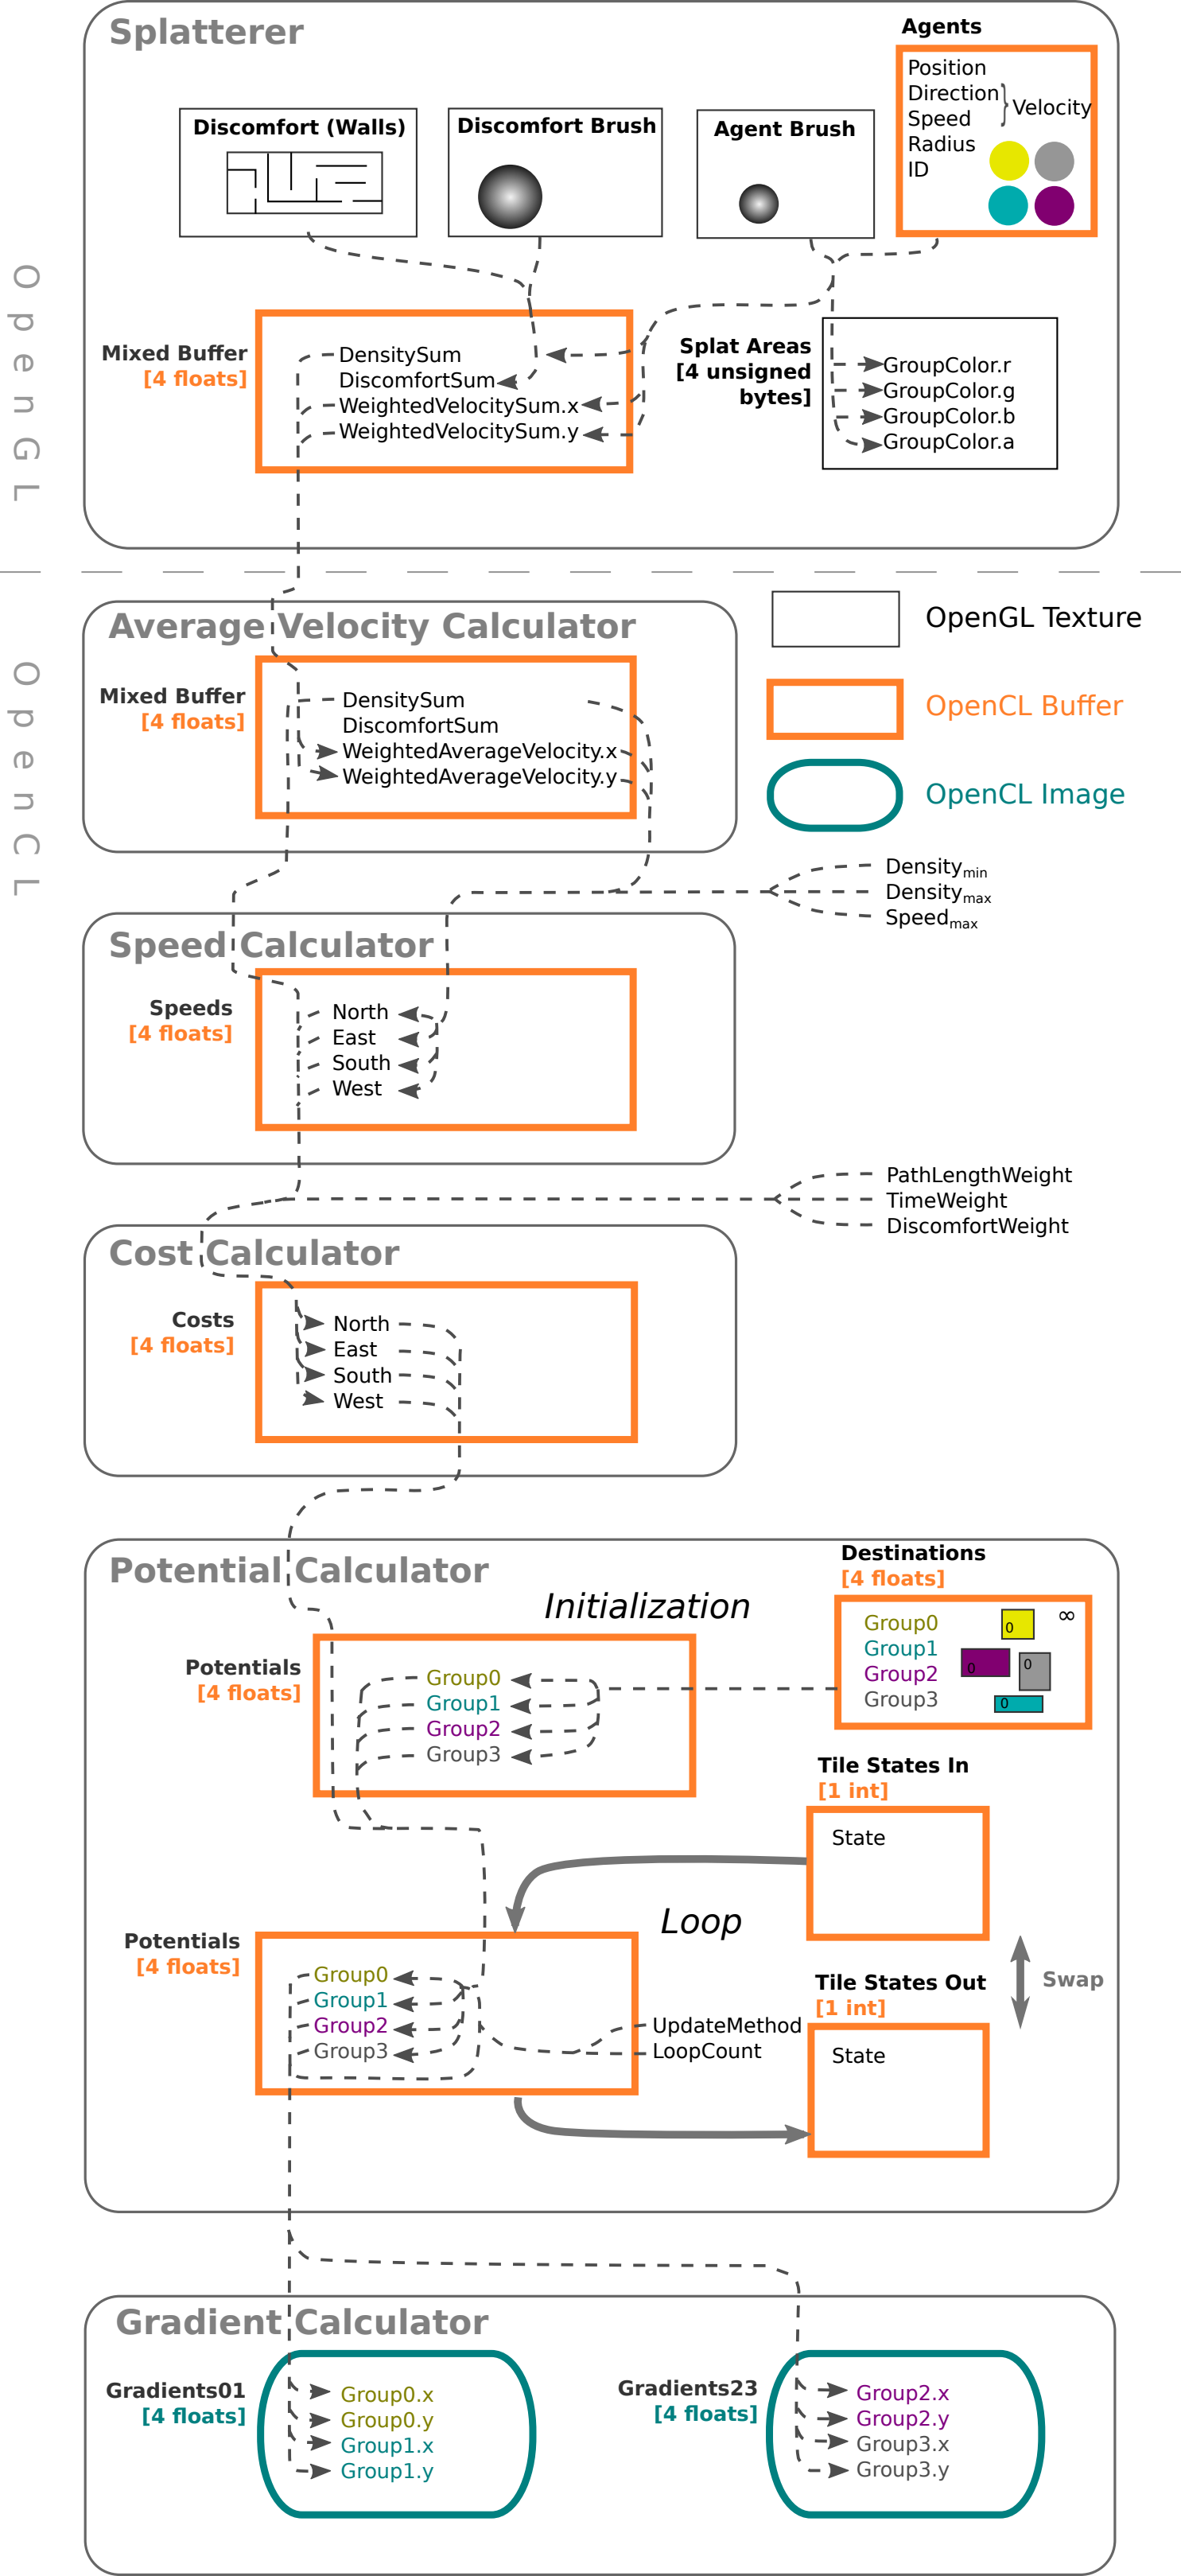 Splatterer
Agents
Position
Direction
Speed
Velocity
Radius
ID
Discomfort (Walls)
Discomfort Brush
Agent Brush
OpenGL
Mixed Buffer
[4 floats]
DensitySum
DiscomfortSum
WeightedVelocitySum.x
WeightedVelocitySum.y
Splat Areas
[4 unsigned
bytes]
GroupColor.r
GroupColor.g
GroupColor.b
GroupColor.a
OpenCL
Average Velocity Calculator
Mixed Buffer
[4 floats]
DensitySum
DiscomfortSum
WeightedAverageVelocity.x
WeightedAverageVelocity.y
OpenGL Texture
OpenCL Buffer
OpenCL Image
Densitymin
Densitymax
Speedmax
Speed Calculator
Speeds
[4 floats]
North
East
South
West
PathLengthWeight
TimeWeight
DiscomfortWeight
Cost Calculator
Costs
[4 floats]
North
East
South
West
Potential Calculator
Initialization
Destinations
[4 floats]
Group0
Group1
Group2
Group3
0
∞
0
0
0
Potentials
[4 floats]
Group0
Group1
Group2
Group3
Tile States In
[1 int]
State
Loop
Potentials
[4 floats]
Group0
Group1
Group2
Group3
UpdateMethod
LoopCount
Swap
Tile States Out
[1 int]
State
Gradient Calculator
Gradients01
[4 floats]
Group0.x
Group0.y
Group1.x
Group1.y
Gradients23
[4 floats]
Group2.x
Group2.y
Group3.x
Group3.y